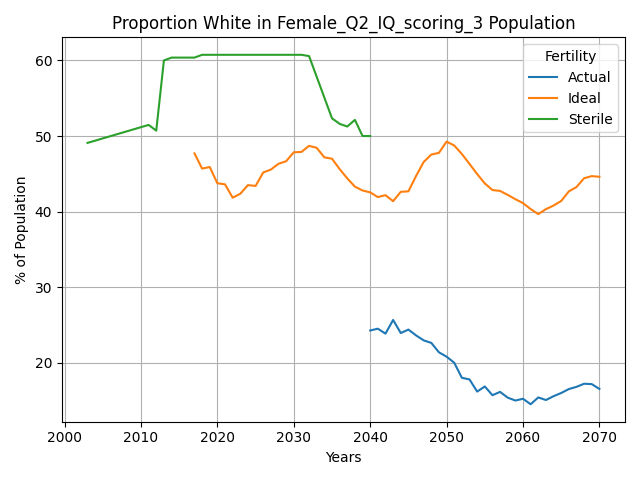 Proportion White in Female_Q2_IQ_scoring_3 Population
Fertility
Actual
Ideal
Sterile
% of Population
60
50
40
30
20
2000 2010 2020 2030 2040 2050 2060 2070
Years